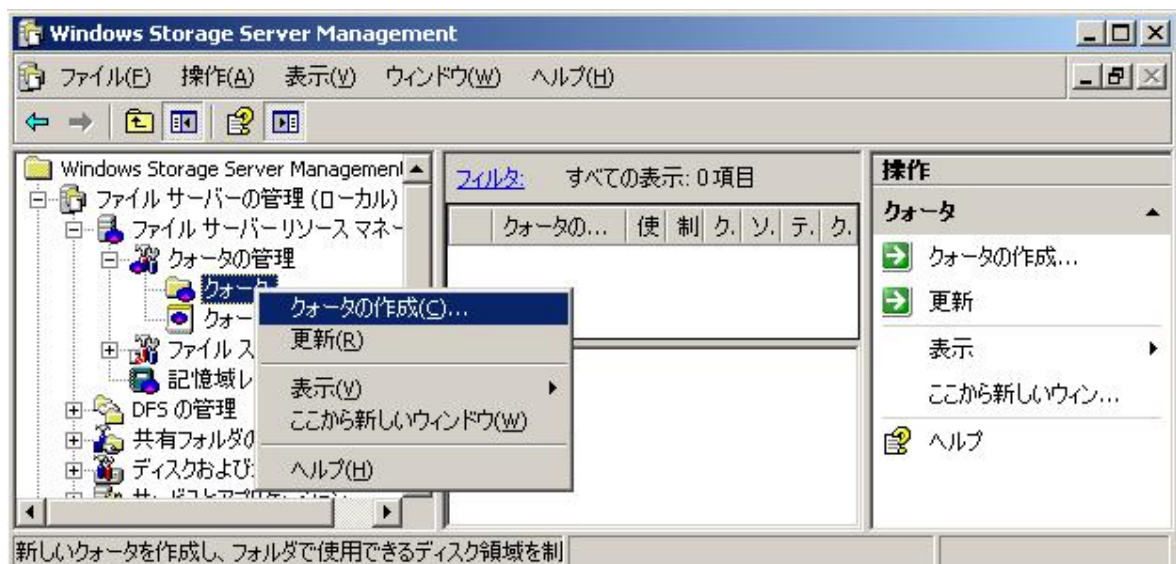 Windows Storage Server Management
ファイル(F) 操作(A) 表示(V) ウィンドウ(W) ヘルプ(H)
Windows Storage Server Management
ファイル サーバーの管理 (ローカル)
ファイル サーバー リソース マネー
クォータの管理
クォータ
クォー
ファイル ス
記憶域レ
DFS の管理
共有フォルダの
ディスクおよび
クォータの作成(C)...
更新(R)
表示(V)
ここから新しいウィンドウ(W)
ヘルプ(H)
フィルタ: すべての表示: 0 項目
クォータの... 使 制 ク. ソ. テ. ク.
操作
クォータ
クォータの作成...
更新
表示
ここから新しいウィン...
ヘルプ
新しいクォータを作成し、フォルダで使用できるディスク領域を制